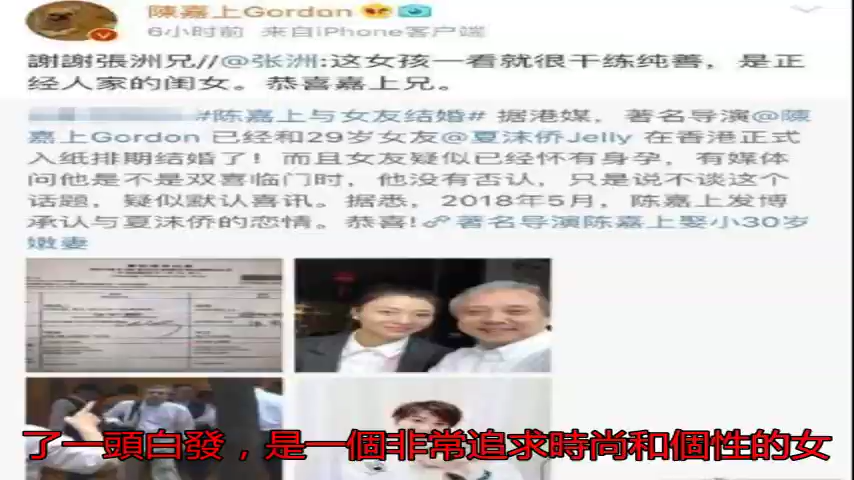 陳嘉上Gordon
6小时前 来自iPhone客户端
謝謝張洲兄//@张洲:这女孩一看就很干练纯善，是正
经人家的闺女。恭喜嘉上兄。
#陈嘉上与女友结婚# 据港媒，著名导演@陳
嘉上Gordon 已经和29岁女友@夏沫侨Jelly 在香港正式
入纸排期结婚了！而且女友疑似已经怀有身孕，有媒体
问他是不是双喜临门时，他没有否认，只是说不谈这个
话题，疑似默认喜讯。据悉，2018年5月，陈嘉上发博
承认与夏沫侨的恋情。恭喜!著名导演陈嘉上娶小30岁
嫩妻
了一頭白發，是一個非常追求時尚和個性的女